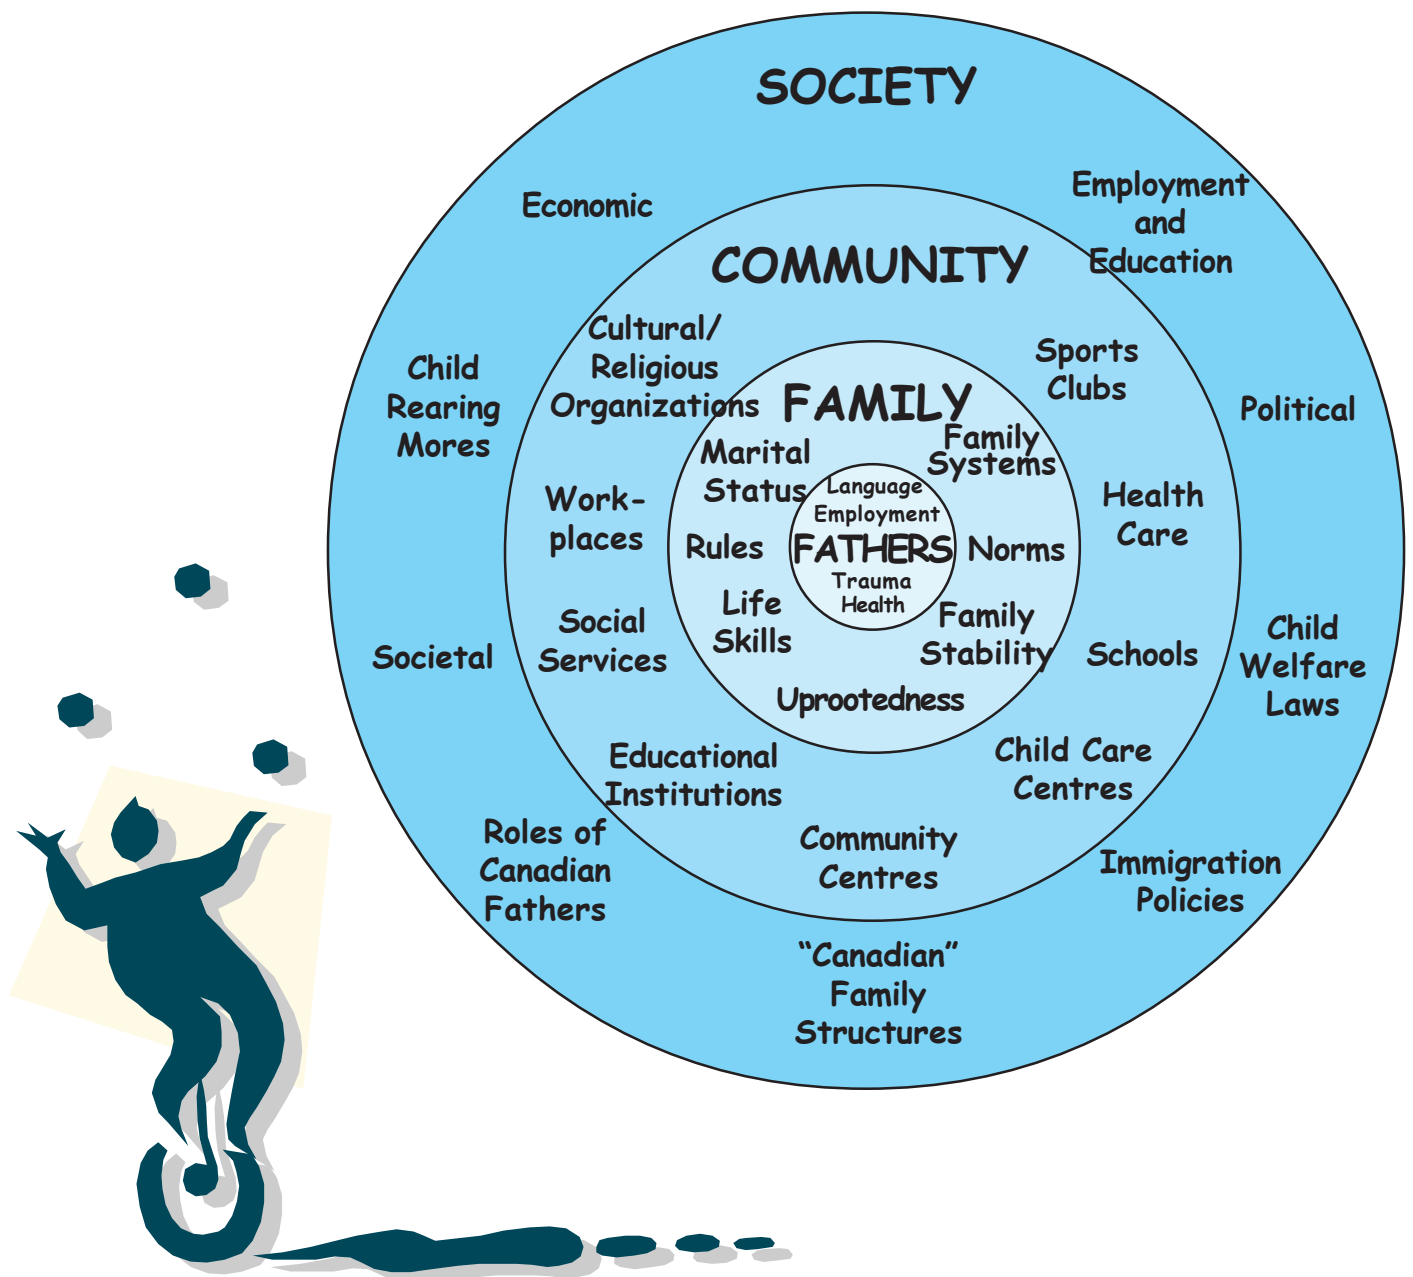 SOCIETY
Economic
Employment
and
Education
Child
Rearing
Mores
Political
Societal
Child
Welfare
Laws
Roles of
Canadian
Fathers
Immigration
Policies
“Canadian”
Family
Structures
COMMUNITY
Cultural/
Religious
Organizations
Sports
Clubs
Work-
places
Health
Care
Social
Services
Schools
Educational
Institutions
Child Care
Centres
Community
Centres
FAMILY
Marital
Status
Family
Systems
Rules
Norms
Life
Skills
Family
Stability
Uprootedness
Language
Employment
FATHERS
Trauma
Health